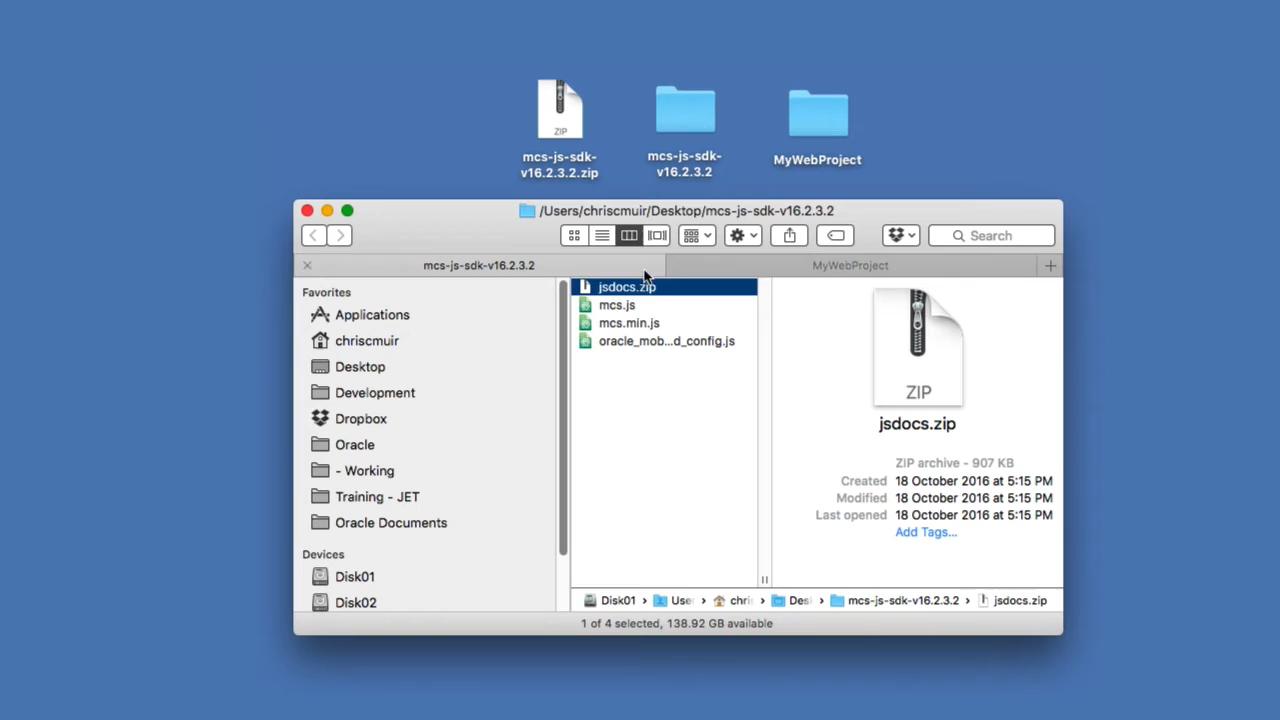 ZIP
mcs-js-sdk-
v16.2.3.2.zip
mcs-js-sdk-
v16.2.3.2
MyWebProject
/Users/chriscmuir/Desktop/mcs-js-sdk-v16.2.3.2
Search
mcs-js-sdk-v16.2.3.2
MyWebProject
Favorites
Applications
chriscmuir
Desktop
Development
Dropbox
Oracle
- Working
Training - JET
Oracle Documents
Devices
Disk01
Disk02
jsdocs.zip
mcs.js
mcs.min.js
oracle_mob...d_config.js
ZIP
jsdocs.zip
ZIP archive - 907 KB
Created 18 October 2016 at 5:15 PM
Modified 18 October 2016 at 5:15 PM
Last opened 18 October 2016 at 5:15 PM
Add Tags...
Disk01 › Use › chri › Des › mcs-js-sdk-v16.2.3.2 › jsdocs.zip
1 of 4 selected, 138.92 GB available